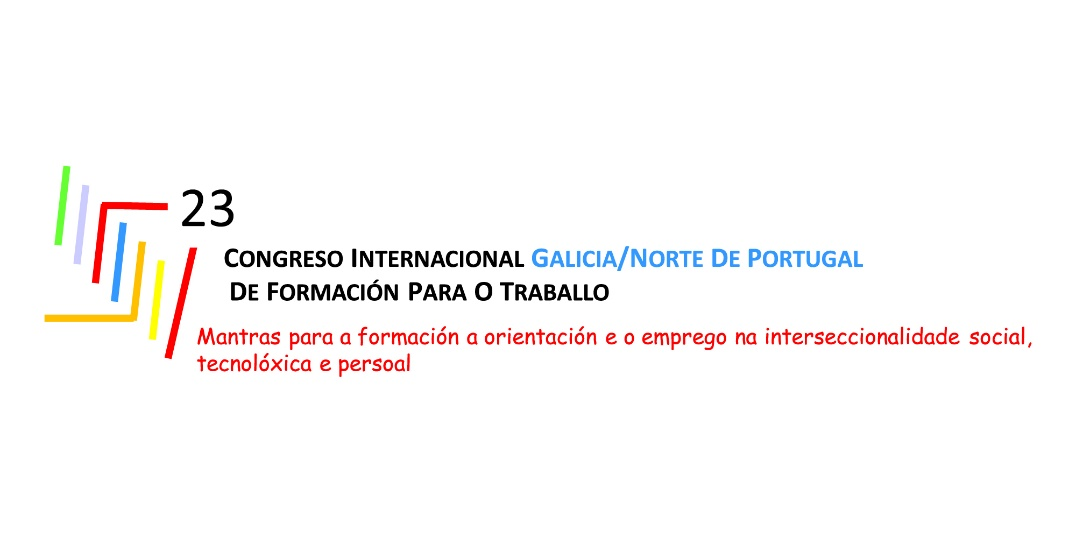 23
CONGRESO INTERNACIONAL GALICIA/NORTE DE PORTUGAL
DE FORMACIÓN PARA O TRABALLO
Mantras para a formación a orientación e o emprego na interseccionalidade social,
tecnolóxica e persoal